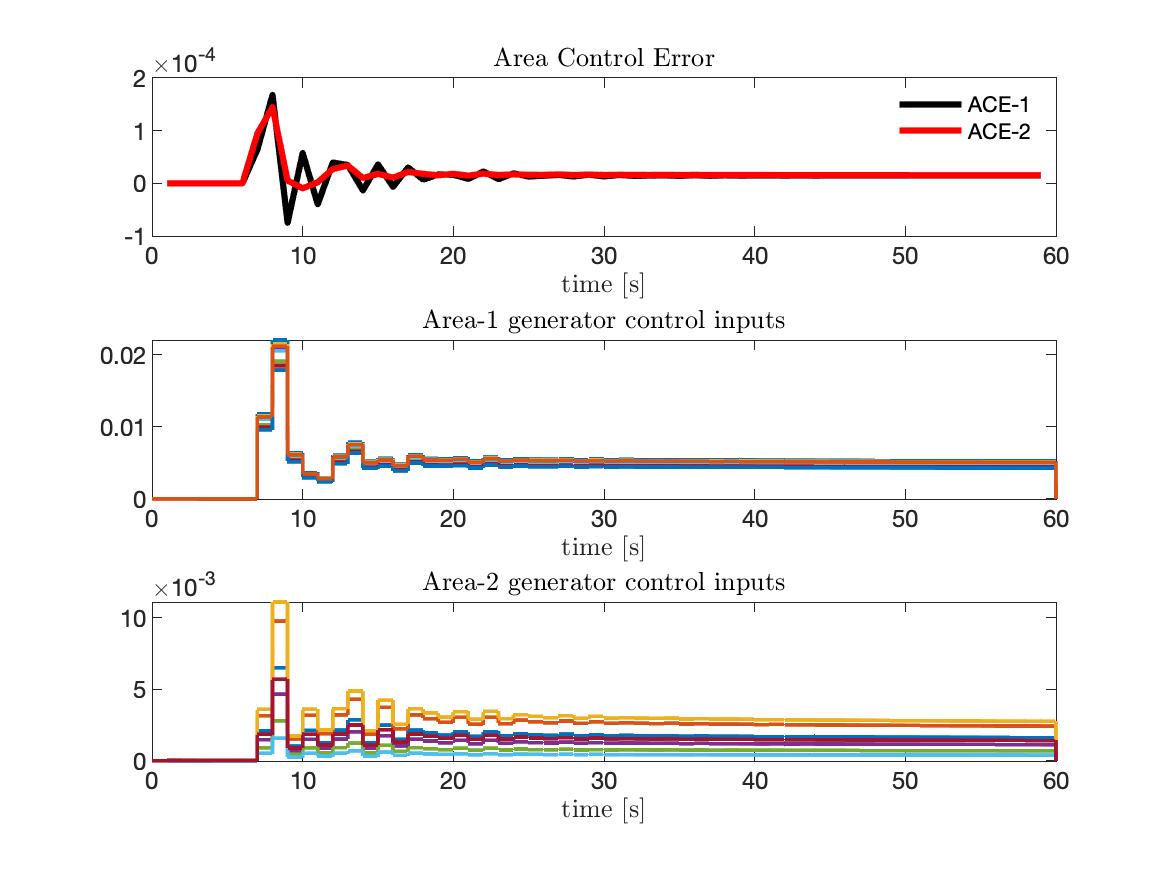 Area Control Error
×10-4
2
1
0
-1
ACE-1
ACE-2
0 10 20 30 40 50 60
time [s]
Area-1 generator control inputs
0.02
0.01
0
0 10 20 30 40 50 60
time [s]
Area-2 generator control inputs
×10-3
10
5
0
0 10 20 30 40 50 60
time [s]